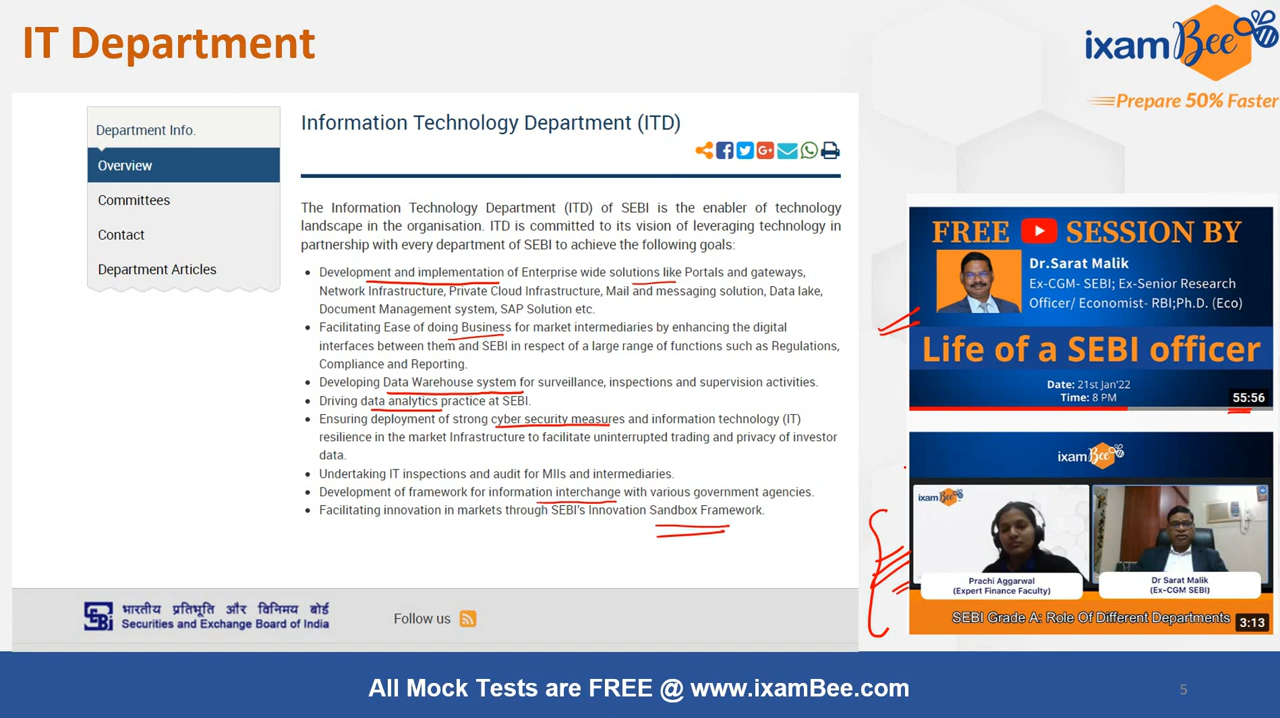 IT Department
ixamBee
Prepare 50% Faster
Department Info.
Overview
Committees
Contact
Department Articles
Information Technology Department (ITD)
The Information Technology Department (ITD) of SEBI is the enabler of technology
landscape in the organisation. ITD is committed to its vision of leveraging technology in
partnership with every department of SEBI to achieve the following goals:
• Development and implementation of Enterprise wide solutions like Portals and gateways,
Network Infrastructure, Private Cloud Infrastructure, Mail and messaging solution, Data lake,
Document Management system, SAP Solution etc.
• Facilitating Ease of doing Business for market intermediaries by enhancing the digital
interfaces between them and SEBI in respect of a large range of functions such as Regulations,
Compliance and Reporting.
• Developing Data Warehouse system for surveillance, inspections and supervision activities.
• Driving data analytics practice at SEBI.
• Ensuring deployment of strong cyber security measures and information technology (IT)
resilience in the market Infrastructure to facilitate uninterrupted trading and privacy of investor
data.
• Undertaking IT inspections and audit for MIIs and intermediaries.
• Development of framework for information interchange with various government agencies.
• Facilitating innovation in markets through SEBI's Innovation Sandbox Framework.
भारतीय प्रतिभूति और विनिमय बोर्ड
Securities and Exchange Board of India
Follow us
FREE SESSION BY
Dr.Sarat Malik
Ex-CGM- SEBI; Ex-Senior Research
Officer/ Economist- RBI;Ph.D. (Eco)
Life of a SEBI officer
Date: 21st Jan'22
Time: 8 PM
55:56
ixamBee
ixamBee
Prachi Aggarwal
(Expert Finance Faculty)
Dr Sarat Malik
(Ex-CGM SEBI)
SEBI Grade A: Role Of Different Departments
3:13
All Mock Tests are FREE @ www.ixamBee.com
5